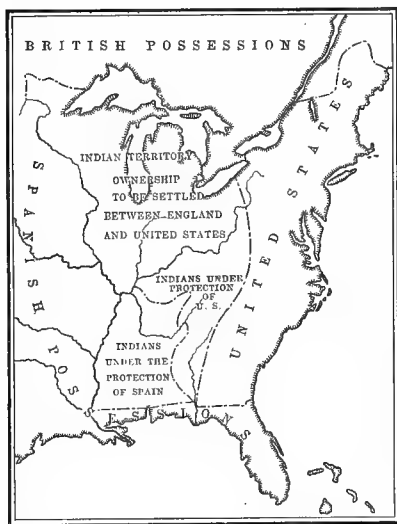 BRITISH POSSESSIONS
UNITED STATES
SPANISH POSSESSIONS
INDIAN TERRITORY
OWNERSHIP
TO BE SETTLED
BETWEEN ENGLAND
AND UNITED STATES
INDIANS UNDER
PROTECTION
OF
U. S.
INDIANS
UNDER THE
PROTECTION
OF SPAIN